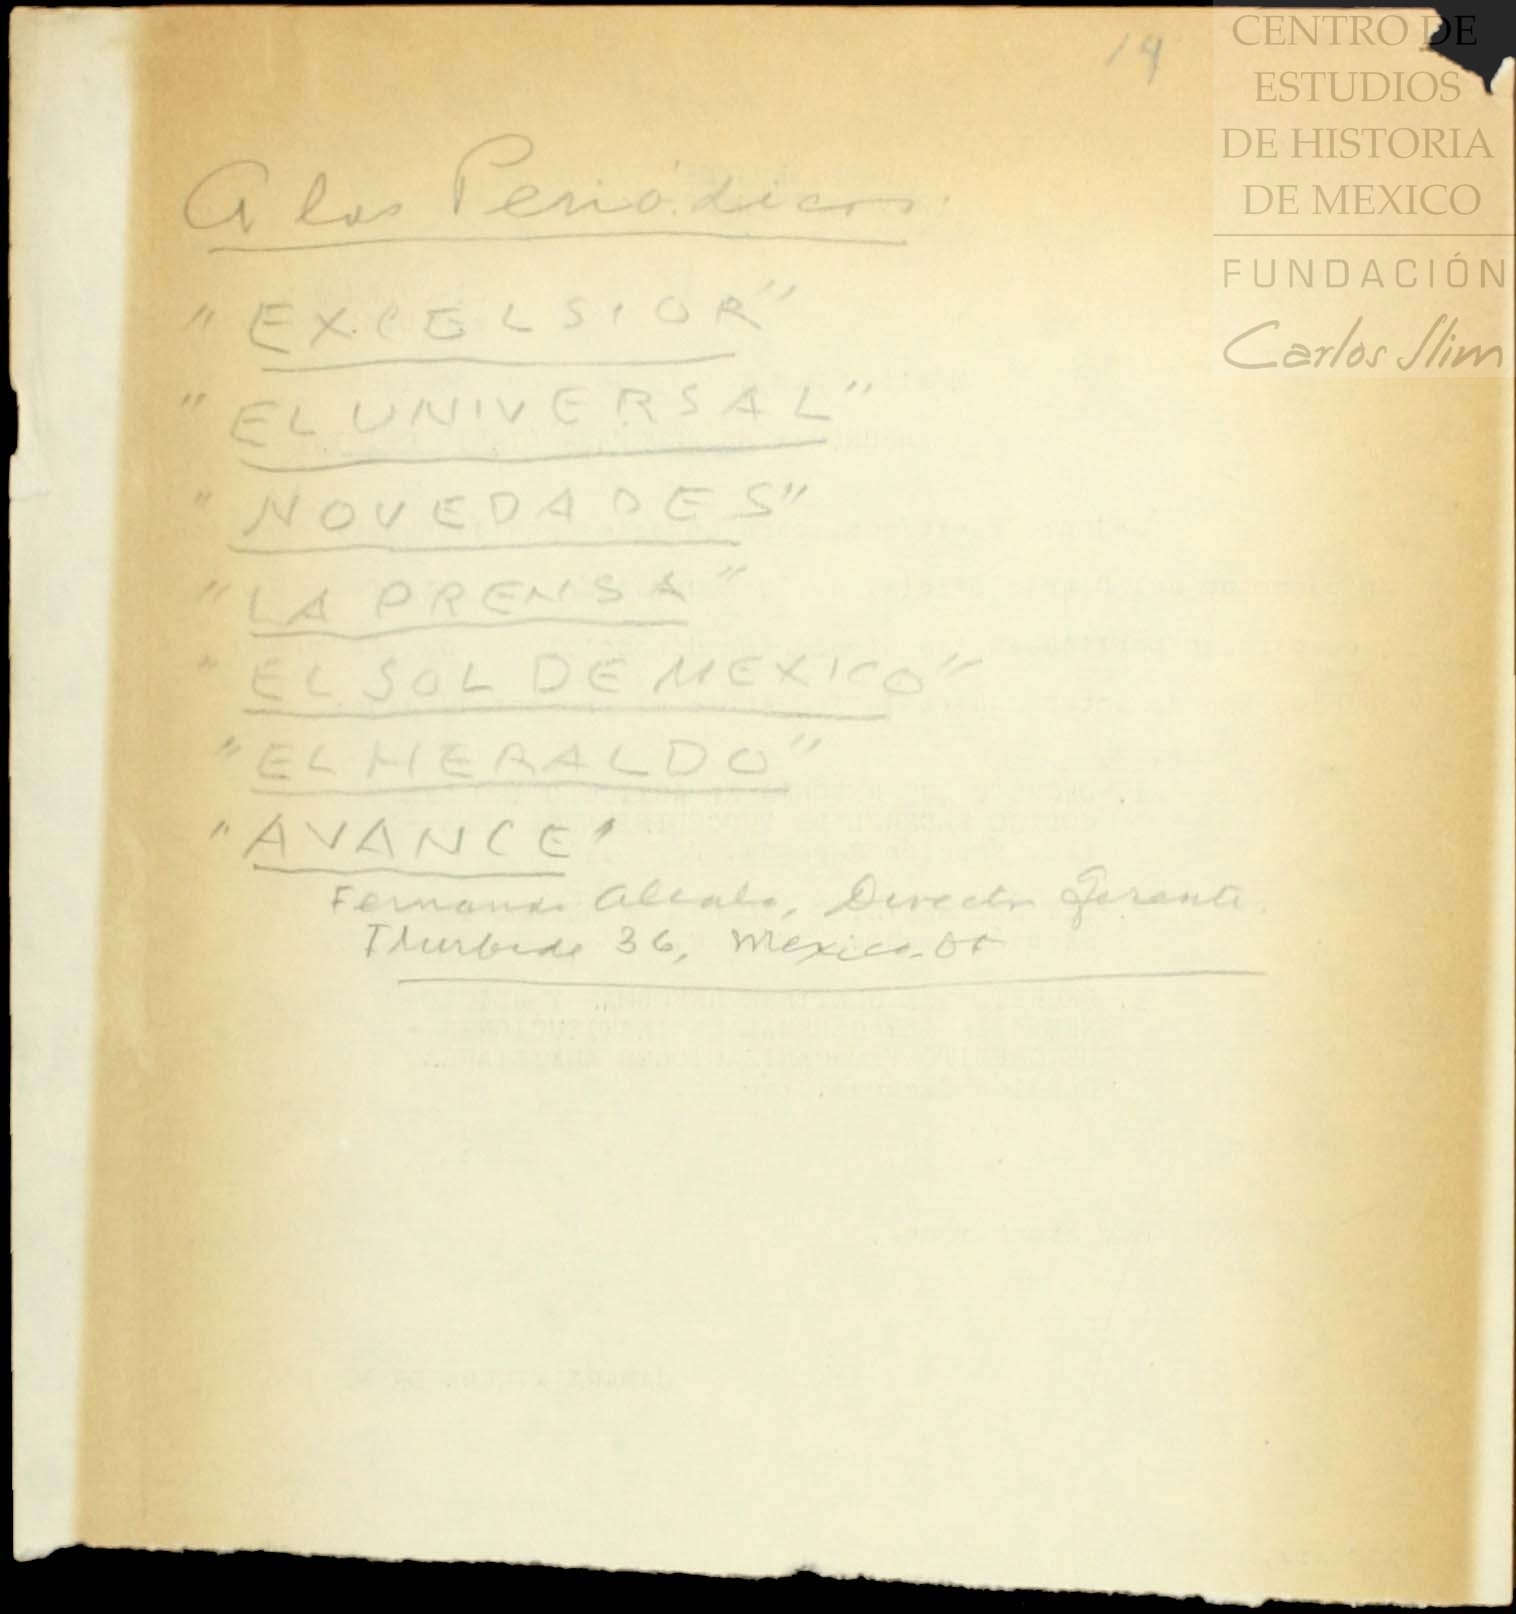 14
CENTRO DE
ESTUDIOS
DE HISTORIA
DE MEXICO
FUNDACIÓN
Carlos Slim
A los Periódicos.
"EXCELSIOR"
"EL UNIVERSAL"
"NOVEDADES"
"LA PRENSA"
"EL SOL DE MEXICO"
"EL HERALDO"
"AVANCE"
Fernando Alcala, Director Gerente.
Iturbide 36, Mexico DF